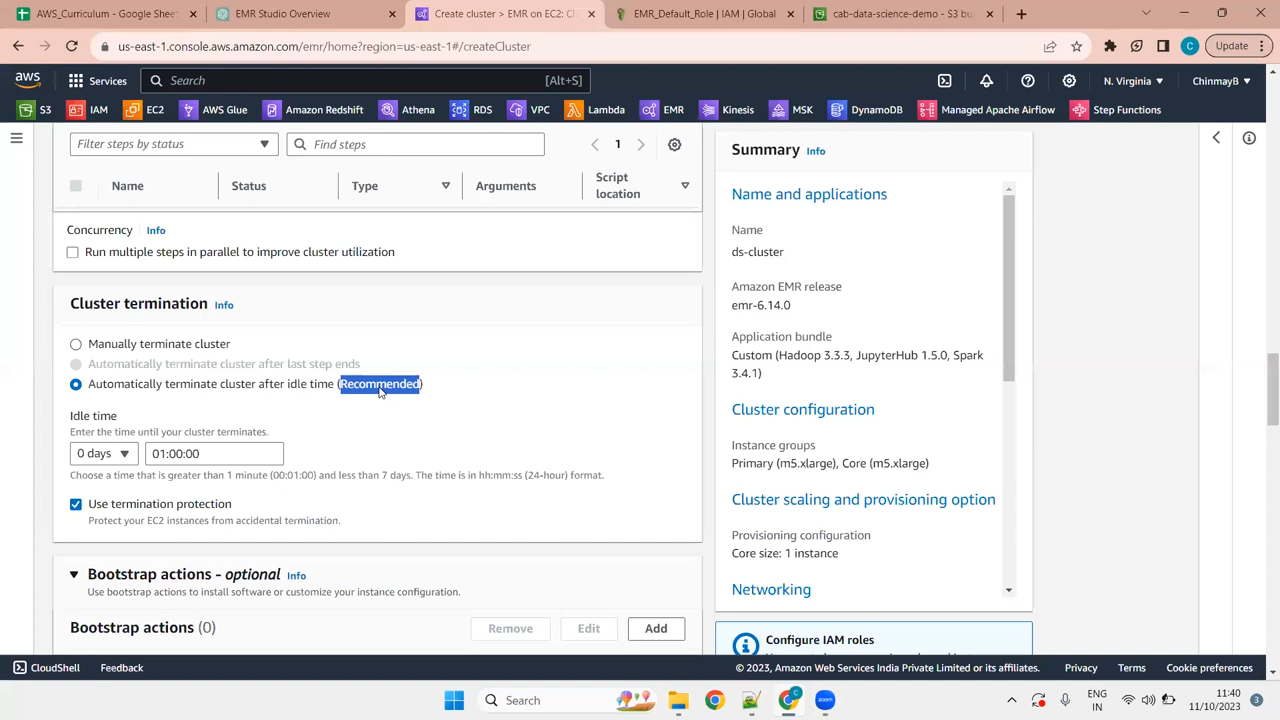 AWS_Curriculum - Google Sheet
EMR Studio Overview
Create cluster > EMR on EC2: Cl
EMR_Default_Role | IAM | Global
cab-data-science-demo - S3 bu
us-east-1.console.aws.amazon.com/emr/home?region=us-east-1#/createCluster
C
Update
aws
Services
Search
[Alt+S]
N. Virginia
ChinmayB
S3
IAM
EC2
AWS Glue
Amazon Redshift
Athena
RDS
VPC
Lambda
EMR
Kinesis
MSK
DynamoDB
Managed Apache Airflow
Step Functions
Filter steps by status
Find steps
1
Name
Status
Type
Arguments
Script
location
Concurrency Info
Run multiple steps in parallel to improve cluster utilization
Cluster termination Info
Manually terminate cluster
Automatically terminate cluster after last step ends
Automatically terminate cluster after idle time (Recommended)
Idle time
Enter the time until your cluster terminates.
0 days
01:00:00
Choose a time that is greater than 1 minute (00:01:00) and less than 7 days. The time is in hh:mm:ss (24-hour) format.
Use termination protection
Protect your EC2 instances from accidental termination.
Bootstrap actions - optional Info
Use bootstrap actions to install software or customize your instance configuration.
Bootstrap actions (0)
Remove
Edit
Add
Summary Info
Name and applications
Name
ds-cluster
Amazon EMR release
emr-6.14.0
Application bundle
Custom (Hadoop 3.3.3, JupyterHub 1.5.0, Spark
3.4.1)
Cluster configuration
Instance groups
Primary (m5.xlarge), Core (m5.xlarge)
Cluster scaling and provisioning option
Provisioning configuration
Core size: 1 instance
Networking
Configure IAM roles
CloudShell
Feedback
© 2023, Amazon Web Services India Private Limited or its affiliates.
Privacy
Terms
Cookie preferences
Search
zoom
ENG
IN
11:40
11/10/2023
3